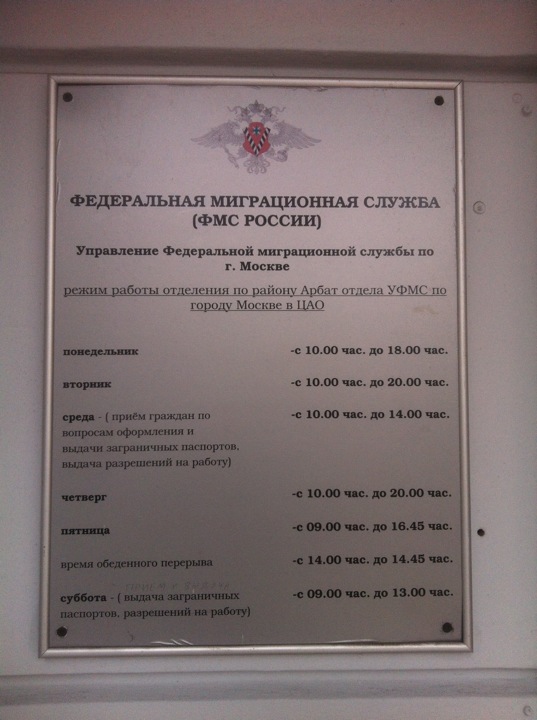 ФЕДЕРАЛЬНАЯ МИГРАЦИОННАЯ СЛУЖБА
(ФМС РОССИИ)
Управление Федеральной миграционной службы по
г. Москве
режим работы отделения по району Арбат отдела УФМС по
городу Москве в ЦАО
понедельник -с 10.00 час. до 18.00 час.
вторник -с 10.00 час. до 20.00 час.
среда - ( приём граждан по -с 10.00 час. до 14.00 час.
вопросам оформления и
выдачи заграничных паспортов,
выдача разрешений на работу)
четверг -с 10.00 час. до 20.00 час.
пятница -с 09.00 час. до 16.45 час.
время обеденного перерыва -с 14.00 час. до 14.45 час.
суббота - ( выдача заграничных -с 09.00 час. до 13.00 час.
паспортов, разрешений на работу)